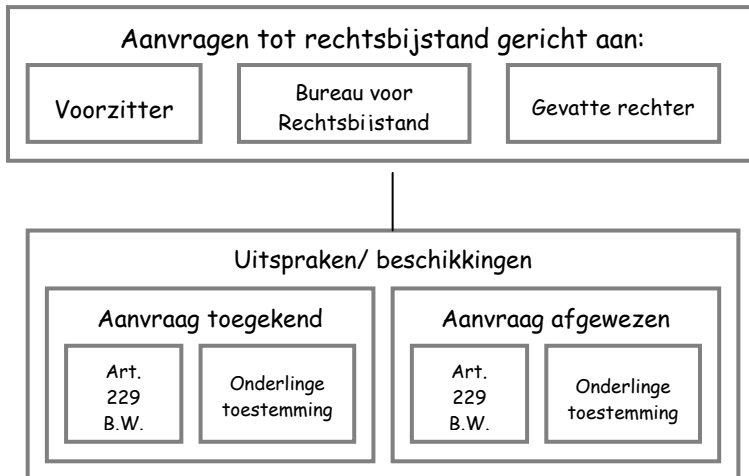 Aanvragen tot rechtsbijstand gericht aan:
Voorzitter
Bureau voor
Rechtsbijstand
Gevatte rechter
Uitspraken/ beschikkingen
Aanvraag toegekend
Art.
229
B.W.
Onderlinge
toestemming
Aanvraag afgewezen
Art.
229
B.W.
Onderlinge
toestemming